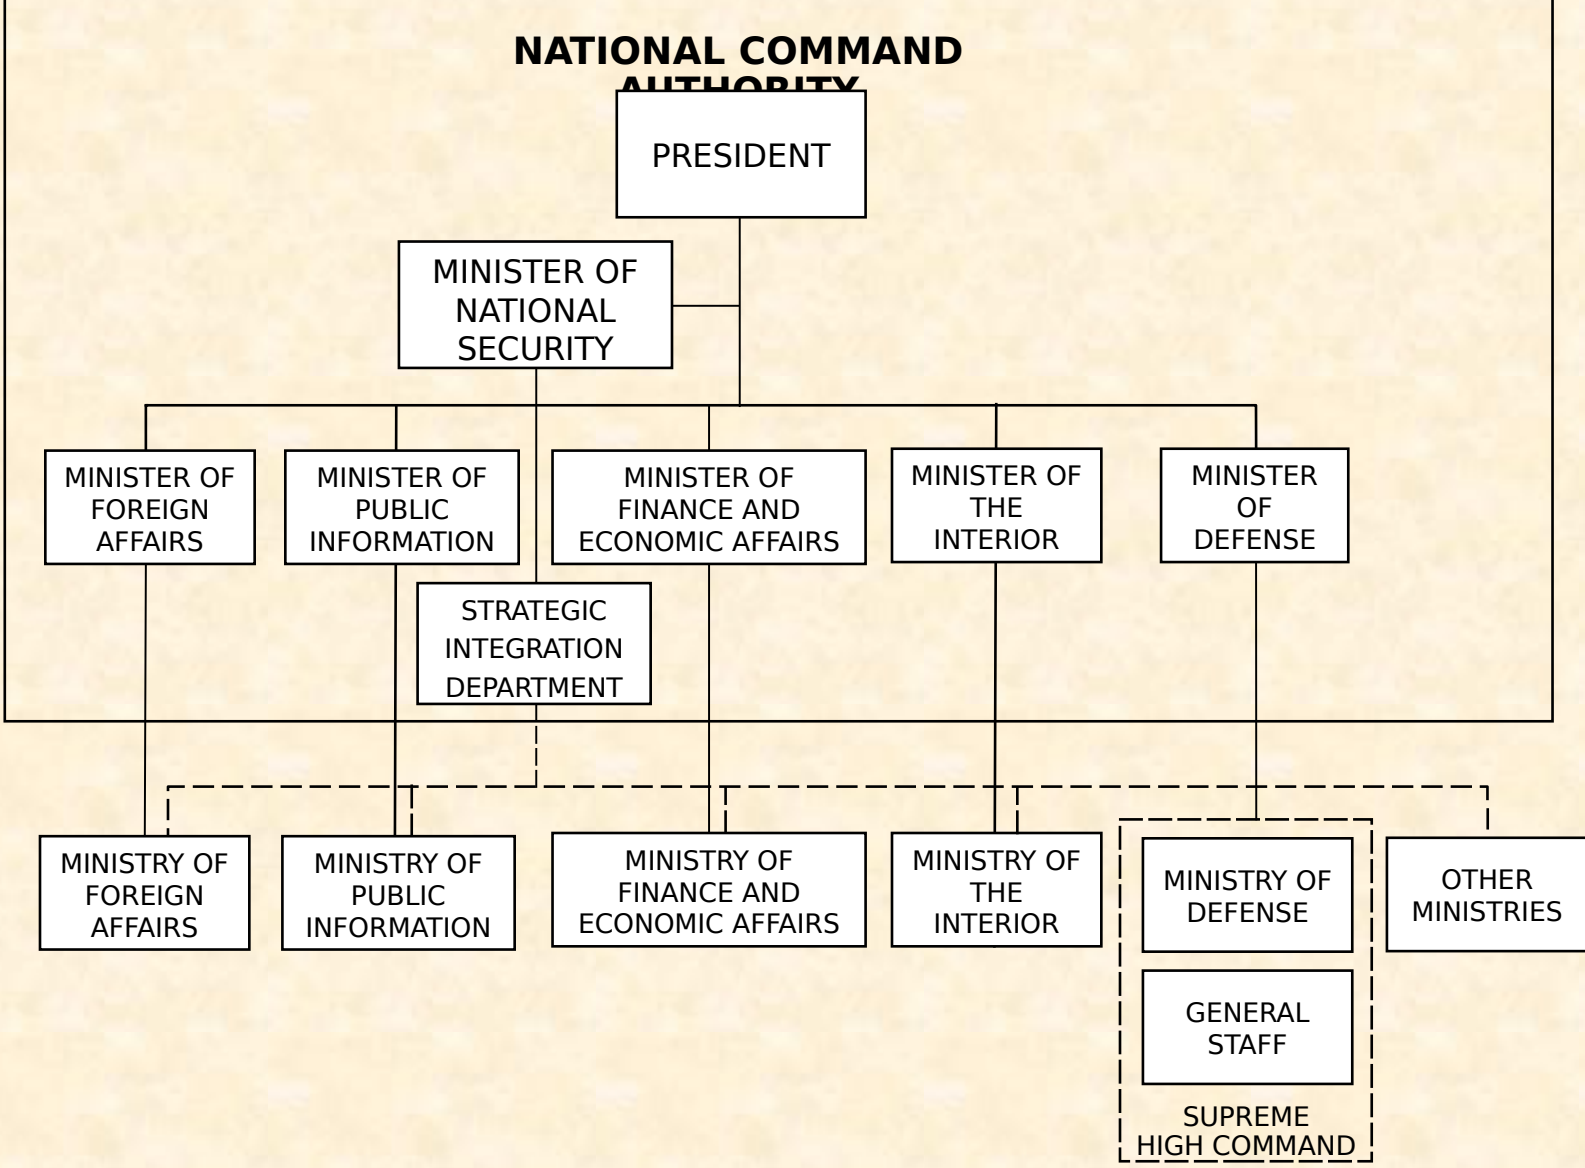 NATIONAL COMMAND
AUTHORITY
PRESIDENT
MINISTER OF
NATIONAL
SECURITY
MINISTER OF
FOREIGN
AFFAIRS
MINISTER OF
PUBLIC
INFORMATION
MINISTER OF
FINANCE AND
ECONOMIC AFFAIRS
MINISTER OF
THE
INTERIOR
MINISTER
OF
DEFENSE
STRATEGIC
INTEGRATION
DEPARTMENT
MINISTRY OF
FOREIGN
AFFAIRS
MINISTRY OF
PUBLIC
INFORMATION
MINISTRY OF
FINANCE AND
ECONOMIC AFFAIRS
MINISTRY OF
THE
INTERIOR
MINISTRY OF
DEFENSE
OTHER
MINISTRIES
GENERAL
STAFF
SUPREME
HIGH COMMAND